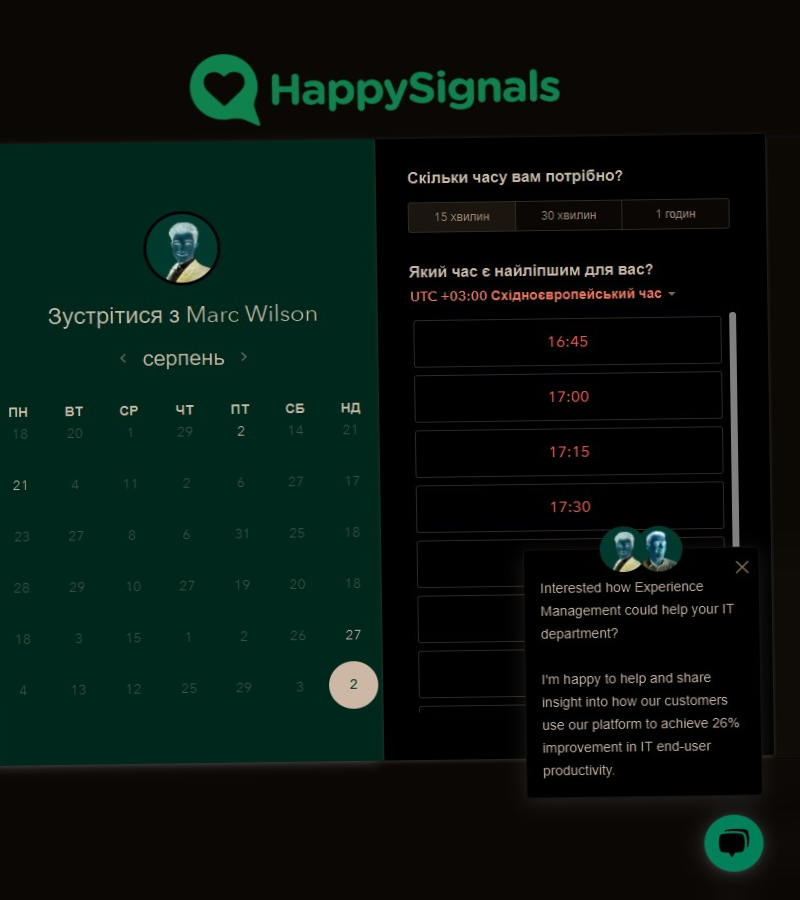 HappySignals
Зустрітися з Marc Wilson
серпень
ПН ВТ СР ЧТ ПТ СБ НД
18 20 1 29 2 14 21
21 4 11 2 6 27 17
23 27 8 6 31 25 18
28 29 10 27 19 20 18
18 3 15 1 2 26 27
4 13 12 25 29 3 2
Скільки часу вам потрібно?
15 хвилин 30 хвилин 1 годин
Який час є найліпшим для вас?
UTC +03:00 Східноєвропейський час
16:45
17:00
17:15
17:30
Interested how Experience
Management could help your IT
department?
I'm happy to help and share
insight into how our customers
use our platform to achieve 26%
improvement in IT end-user
productivity.